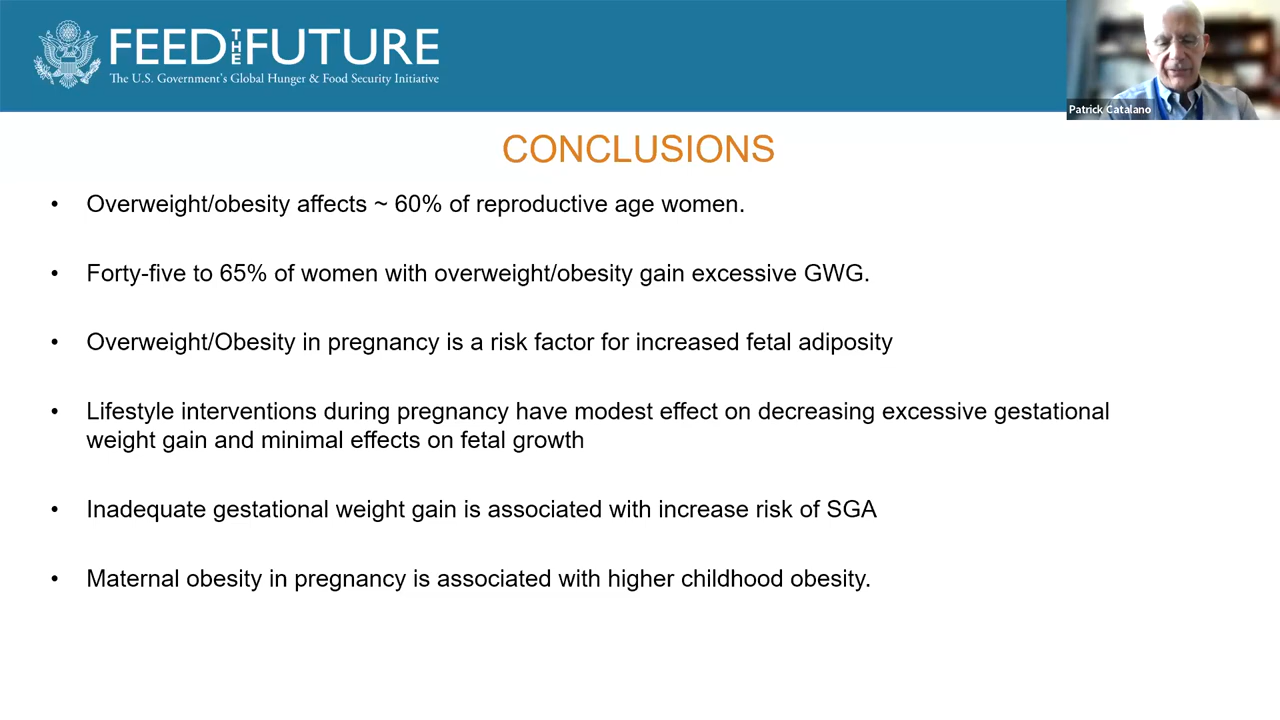 FEED THE FUTURE
The U.S. Government's Global Hunger & Food Security Initiative
Patrick Catalano
CONCLUSIONS
• Overweight/obesity affects ~ 60% of reproductive age women.
• Forty-five to 65% of women with overweight/obesity gain excessive GWG.
• Overweight/Obesity in pregnancy is a risk factor for increased fetal adiposity
• Lifestyle interventions during pregnancy have modest effect on decreasing excessive gestational
weight gain and minimal effects on fetal growth
• Inadequate gestational weight gain is associated with increase risk of SGA
• Maternal obesity in pregnancy is associated with higher childhood obesity.